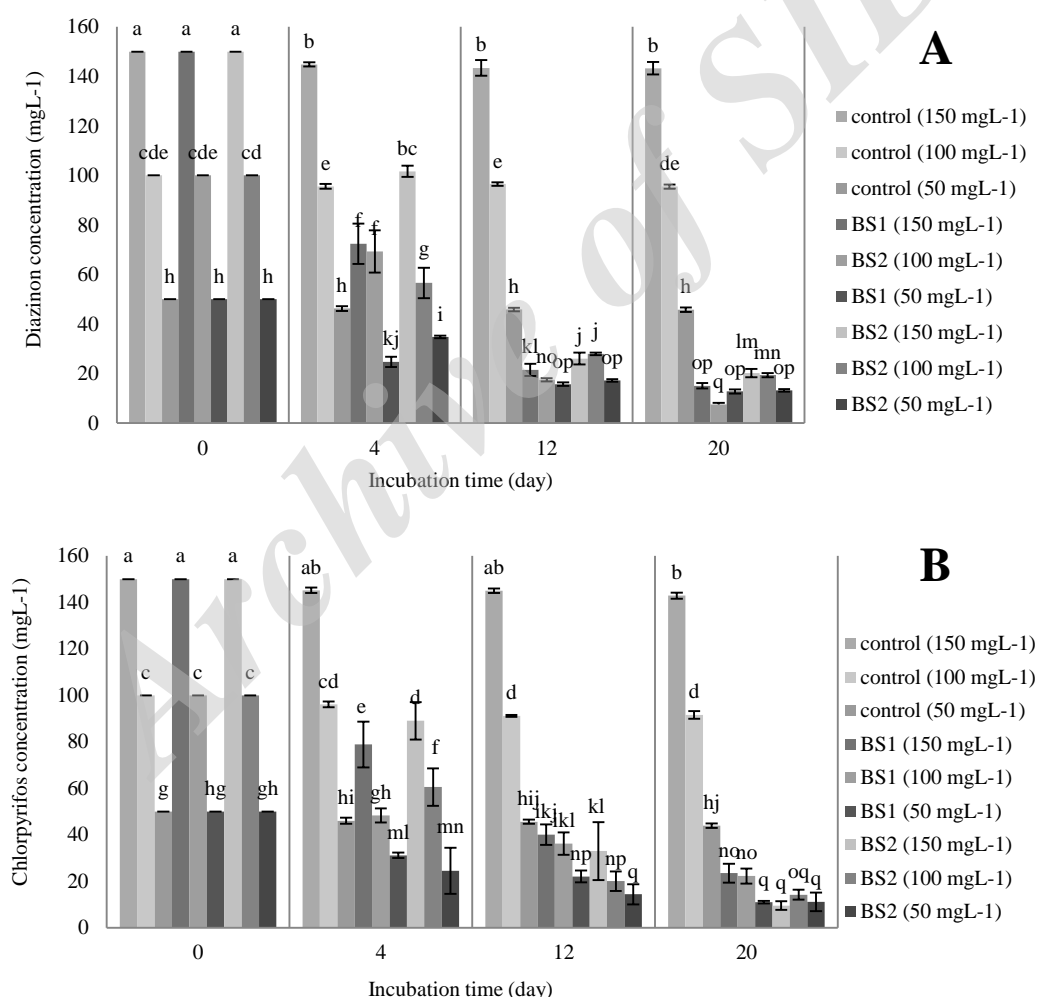 A
Diazinon concentration (mgL-1)
160
140
120
100
80
60
40
20
0
a a a
cde cde cd
h h h
b
e
h
f f
kj
bc
g
i
b
e
h
kl no op j j op
b
de
h
op q op lm mn op
0 4 12 20
Incubation time (day)
control (150 mgL-1)
control (100 mgL-1)
control (50 mgL-1)
BS1 (150 mgL-1)
BS2 (100 mgL-1)
BS1 (50 mgL-1)
BS2 (150 mgL-1)
BS2 (100 mgL-1)
BS2 (50 mgL-1)
B
Chlorpyrifos concentration (mgL-1)
160
140
120
100
80
60
40
20
0
a a a
c c c
g hg gh
ab
cd
hi
e
gh
ml
d
f
mn
ab
d
hij
lkl
np
kl
np
q
b
d
hj
no no q q oq q
0 4 12 20
Incubation time (day)
control (150 mgL-1)
control (100 mgL-1)
control (50 mgL-1)
BS1 (150 mgL-1)
BS1 (100 mgL-1)
BS1 (50 mgL-1)
BS2 (150 mgL-1)
BS2 (100 mgL-1)
BS2 (50 mgL-1)
Archive of